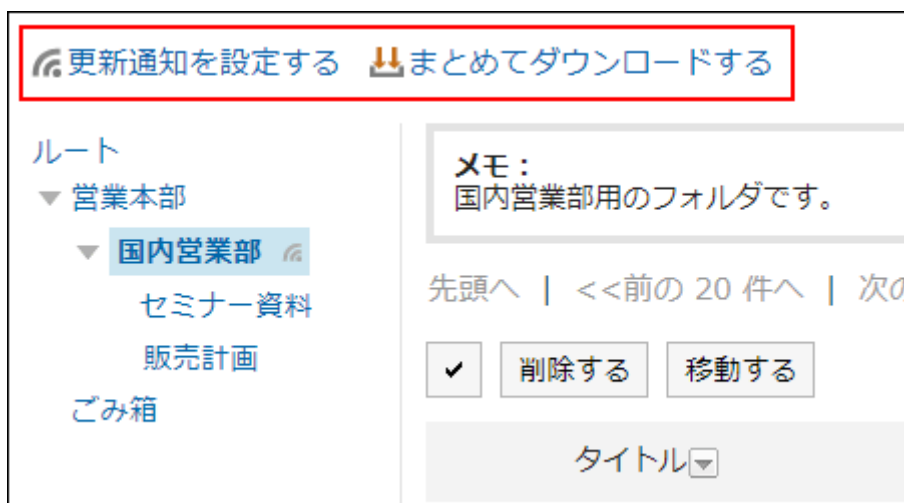 更新通知を設定する まとめてダウンロードする
ルート
営業本部
国内営業部
セミナー資料
販売計画
ごみ箱
メモ：
国内営業部用のフォルダです。
先頭へ | <<前の 20 件へ | 次の
削除する 移動する
タイトル